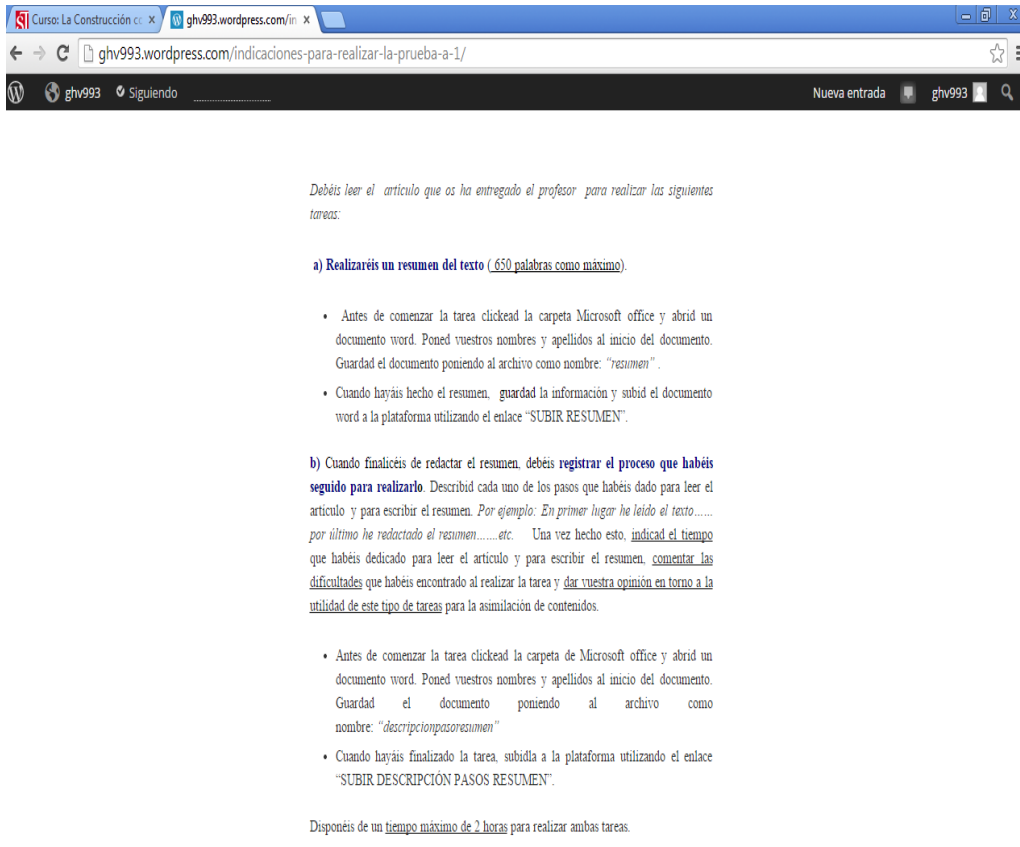 Curso: La Construcción cc
ghv993.wordpress.com/in
ghv993.wordpress.com/indicaciones-para-realizar-la-prueba-a-1/
ghv993 Siguiendo Nueva entrada ghv993
Debéis leer el artículo que os ha entregado el profesor para realizar las siguientes
tareas:
a) Realizaréis un resumen del texto ( 650 palabras como máximo).
• Antes de comenzar la tarea clickead la carpeta Microsoft office y abrid un
documento word. Poned vuestros nombres y apellidos al inicio del documento.
Guardad el documento poniendo al archivo como nombre: “resumen” .
• Cuando hayáis hecho el resumen, guardad la información y subid el documento
word a la plataforma utilizando el enlace “SUBIR RESUMEN”.
b) Cuando finalicéis de redactar el resumen, debéis registrar el proceso que habéis
seguido para realizarlo. Describid cada uno de los pasos que habéis dado para leer el
artículo y para escribir el resumen. Por ejemplo: En primer lugar he leído el texto......
por último he redactado el resumen.......etc. Una vez hecho esto, indicad el tiempo
que habéis dedicado para leer el artículo y para escribir el resumen, comentar las
dificultades que habéis encontrado al realizar la tarea y dar vuestra opinión en torno a la
utilidad de este tipo de tareas para la asimilación de contenidos.
• Antes de comenzar la tarea clickead la carpeta de Microsoft office y abrid un
documento word. Poned vuestros nombres y apellidos al inicio del documento.
Guardad el documento poniendo al archivo como
nombre: “descripcionpasoresumen”
• Cuando hayáis finalizado la tarea, subidla a la plataforma utilizando el enlace
“SUBIR DESCRIPCIÓN PASOS RESUMEN”.
Disponéis de un tiempo máximo de 2 horas para realizar ambas tareas.